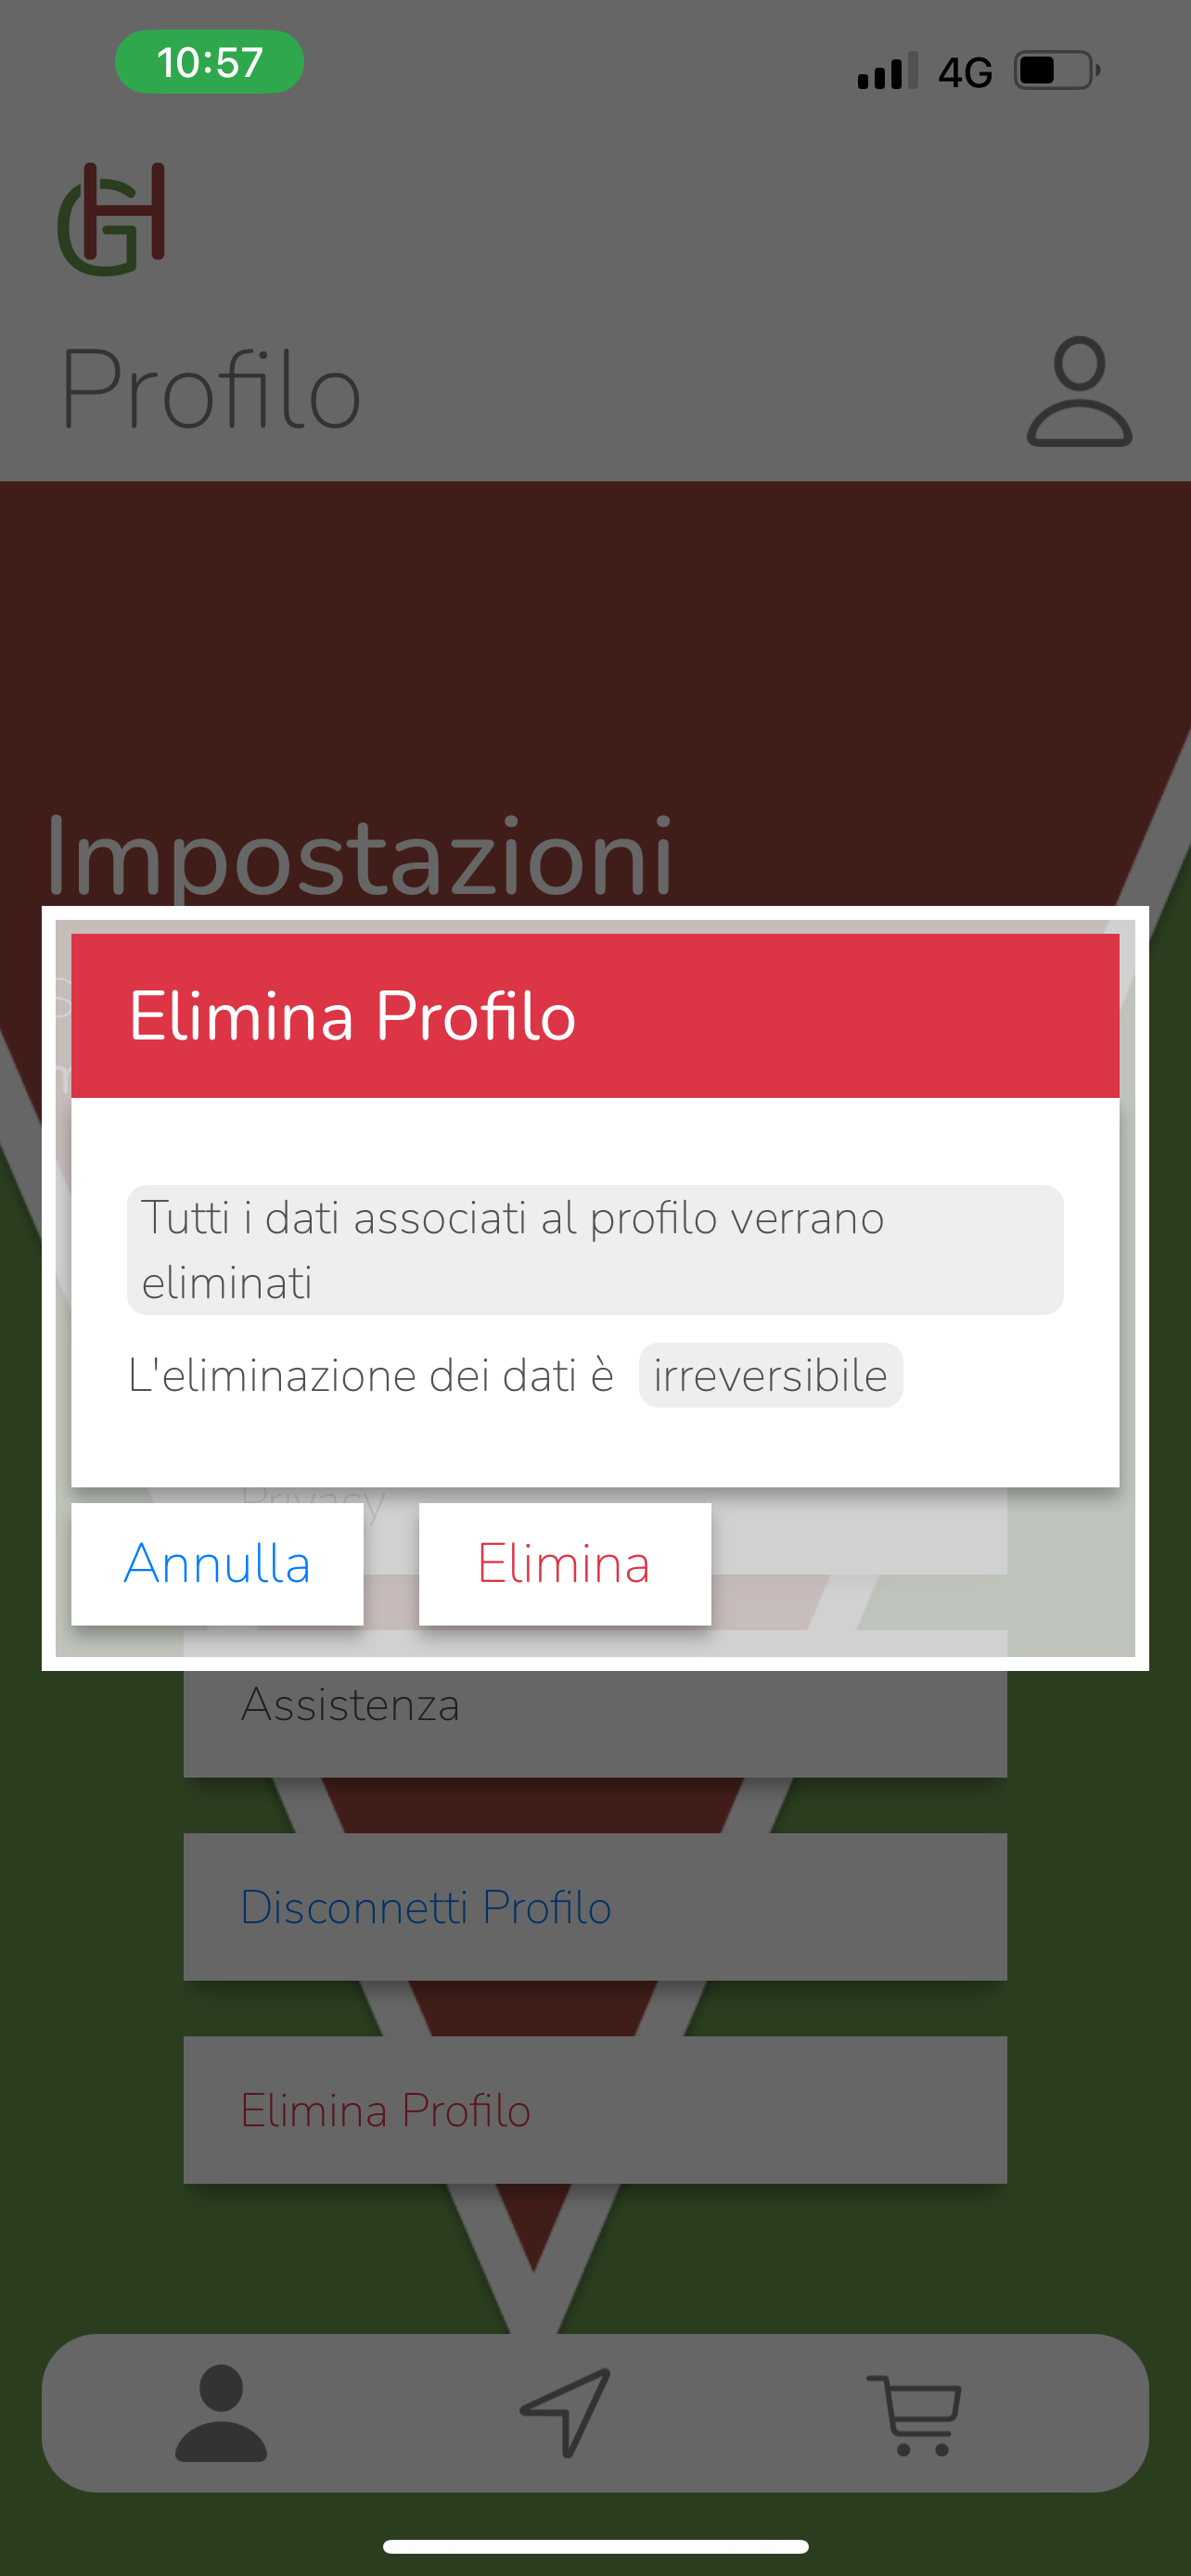 10:57
4G
GH
Profilo
Impostazioni
Elimina Profilo
Tutti i dati associati al profilo verrano
eliminati
L'eliminazione dei dati è irreversibile
Privacy
Annulla
Elimina
Assistenza
Disconnetti Profilo
Elimina Profilo